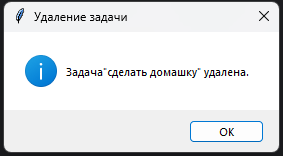 Удаление задачи
Задача"сделать домашку" удалена.
OK